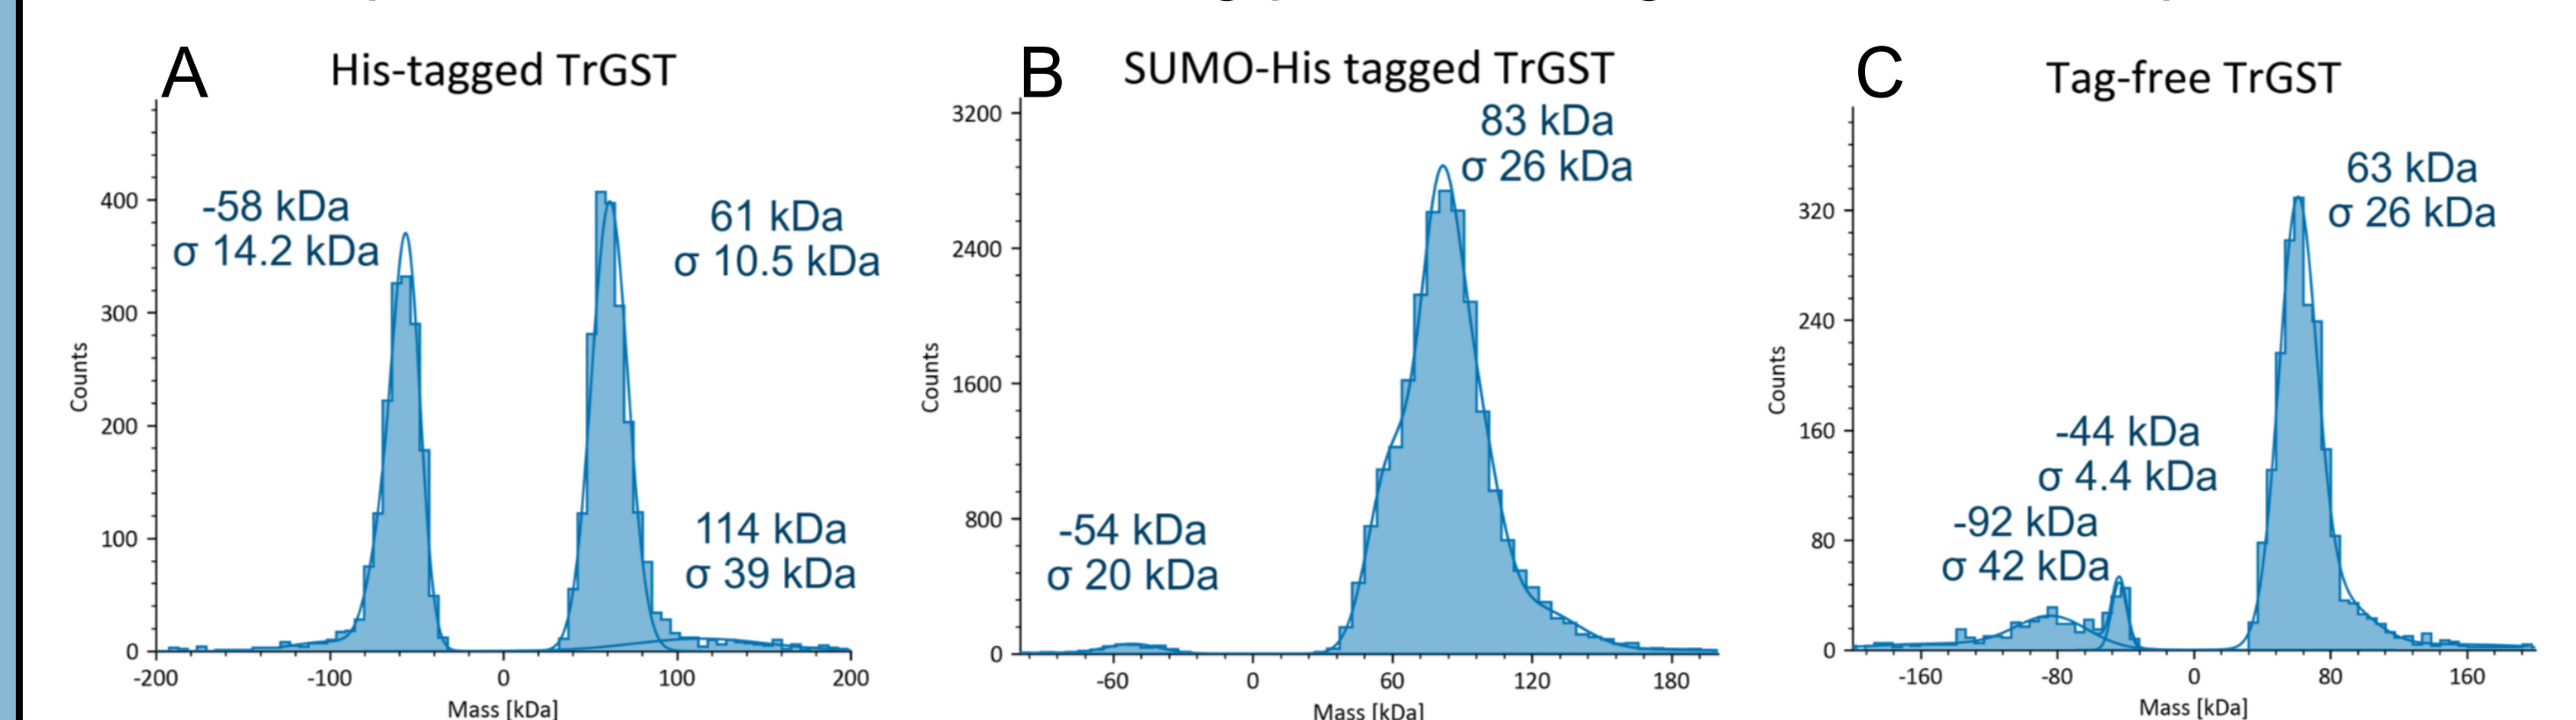 A
His-tagged TrGST
-58 kDa
σ 14.2 kDa
61 kDa
σ 10.5 kDa
114 kDa
σ 39 kDa
Counts
400
300
200
100
0
-200
-100
0
100
200
Mass [kDa]
B
SUMO-His tagged TrGST
83 kDa
σ 26 kDa
-54 kDa
σ 20 kDa
Counts
3200
2400
1600
800
0
-60
0
60
120
180
Mass [kDa]
C
Tag-free TrGST
63 kDa
σ 26 kDa
-44 kDa
σ 4.4 kDa
-92 kDa
σ 42 kDa
Counts
320
240
160
80
0
-160
-80
0
80
160
Mass [kDa]